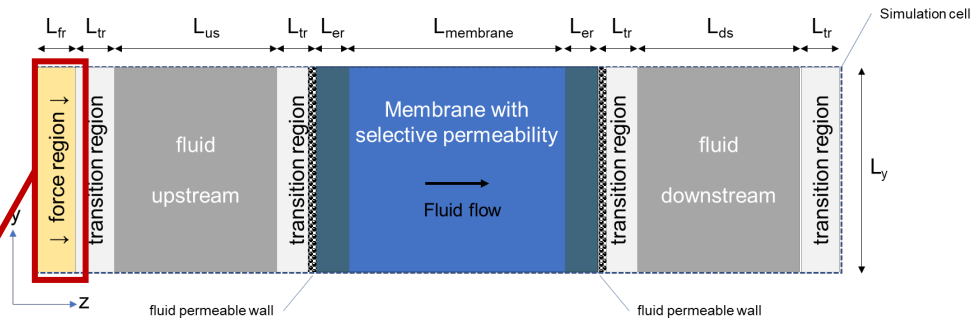 Simulation cell
L_fr L_tr L_us L_tr L_er L_membrane L_er L_tr L_ds L_tr
↓ force region ↓
transition region
fluid
upstream
transition region
Membrane with
selective permeability
Fluid flow
transition region
fluid
downstream
transition region
L_y
y
z
fluid permeable wall
fluid permeable wall